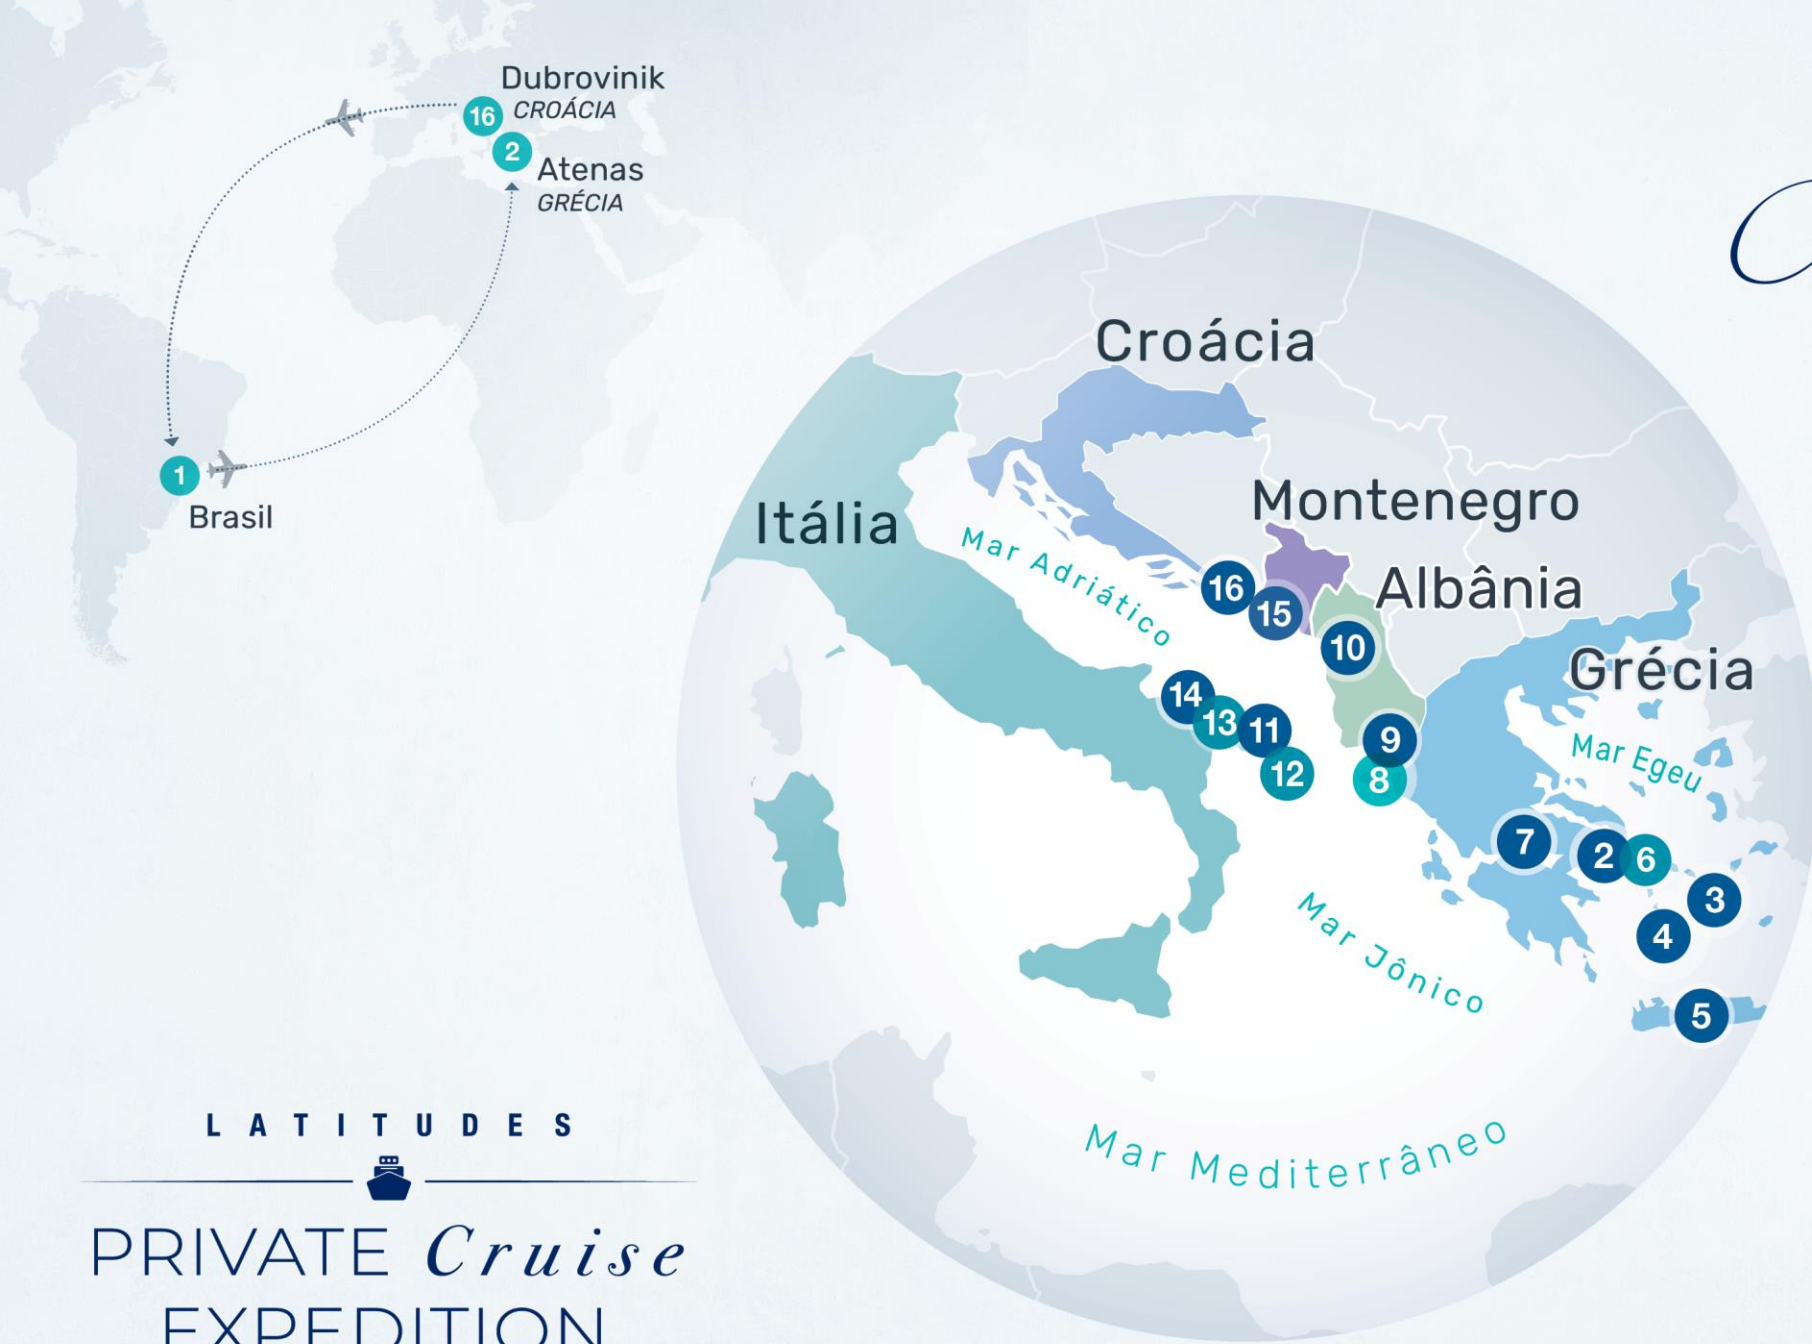 Dubrovinik
16
CROÁCIA
2
Atenas
GRÉCIA
1
Brasil
Croácia
Itália
Montenegro
Mar Adriático
Albânia
16
15
10
Grécia
14
13
11
9
Mar Egeu
12
8
7
2
6
3
4
Mar Jônico
5
Mar Mediterrâneo
LATITUDES
PRIVATE Cruise
EXPEDITION